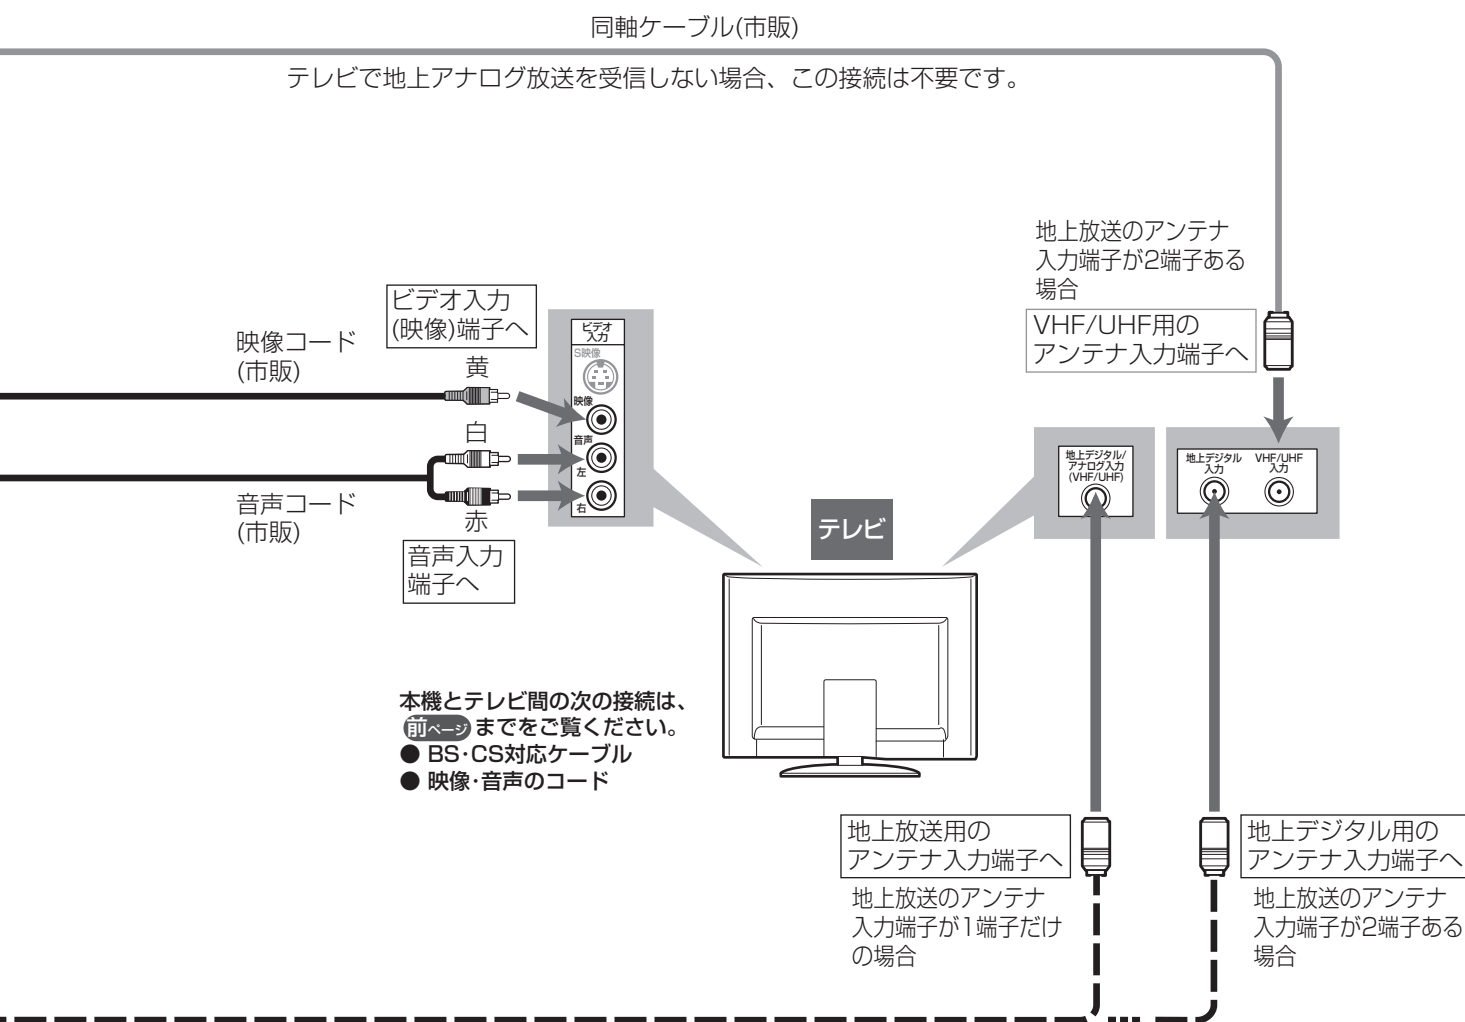 同軸ケーブル(市販)
テレビで地上アナログ放送を受信しない場合、この接続は不要です。
地上放送のアンテナ
入力端子が2端子ある
場合
VHF/UHF用の
アンテナ入力端子へ
ビデオ入力
(映像)端子へ
映像コード
(市販)
黄
白
音声コード
(市販)
赤
音声入力
端子へ
ビデオ
入力
S映像
映像
音声
左
右
テレビ
地上デジタル/
アナログ入力
(VHF/UHF)
地上デジタル
入力
VHF/UHF
入力
本機とテレビ間の次の接続は、
前ページ までをご覧ください。
● BS・CS対応ケーブル
● 映像・音声のコード
地上放送用の
アンテナ入力端子へ
地上放送のアンテナ
入力端子が1端子だけ
の場合
地上デジタル用の
アンテナ入力端子へ
地上放送のアンテナ
入力端子が2端子ある
場合